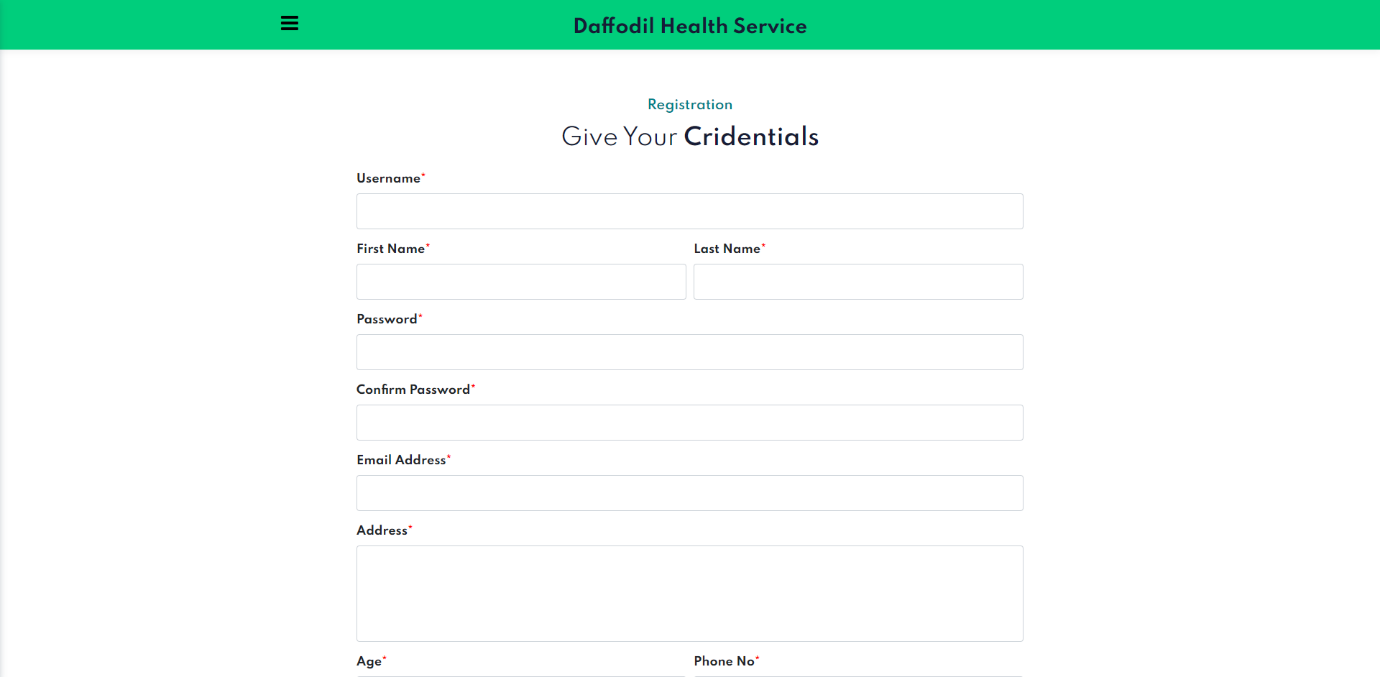 Daffodil Health Service
Registration
Give Your Cridentials
Username*
First Name* Last Name*
Password*
Confirm Password*
Email Address*
Address*
Age* Phone No*